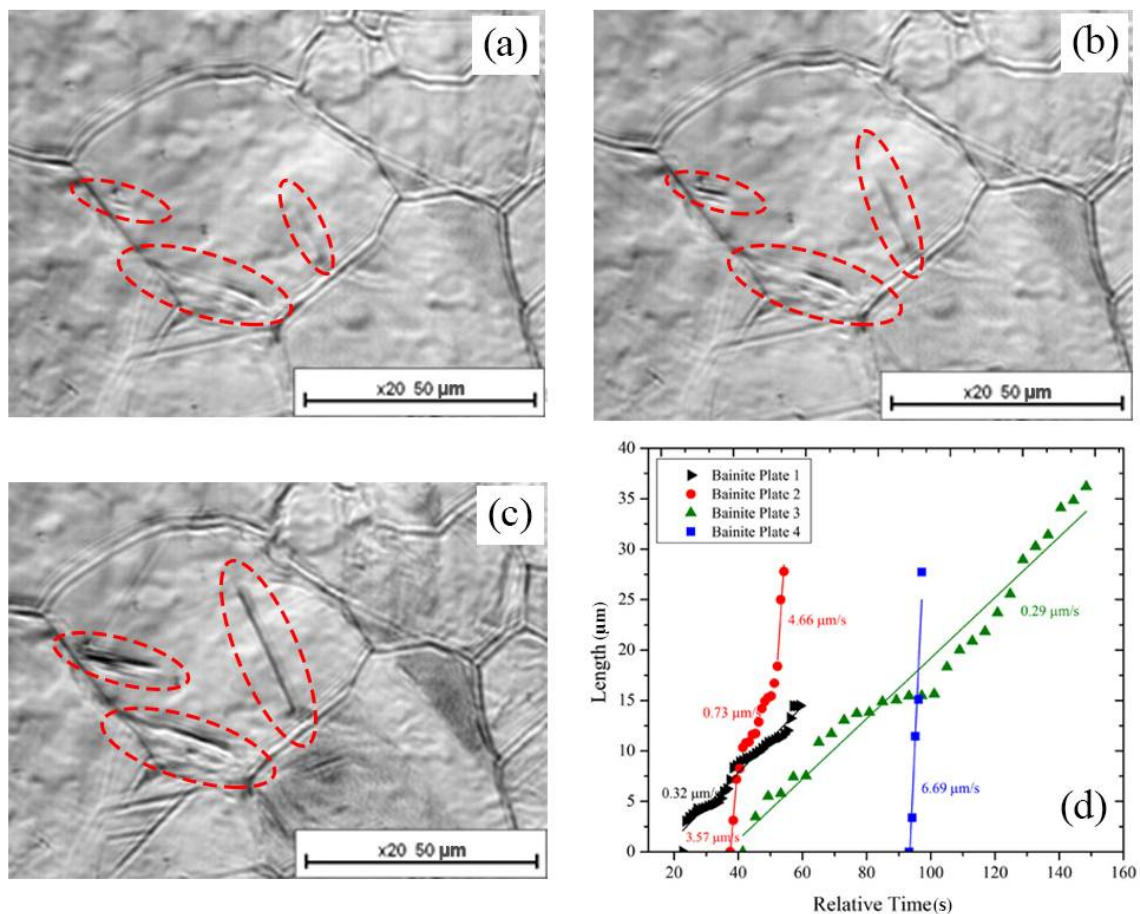 (a)
x20 50 µm
(b)
x20 50 µm
(c)
x20 50 µm
(d)
Bainite Plate 1
Bainite Plate 2
Bainite Plate 3
Bainite Plate 4
4.66 µm/s
0.73 µm/s
0.32 µm/s
3.57 µm/s
0.29 µm/s
6.69 µm/s
40
35
30
25
20
15
10
5
0
Length (µm)
20 40 60 80 100 120 140 160
Relative Time(s)